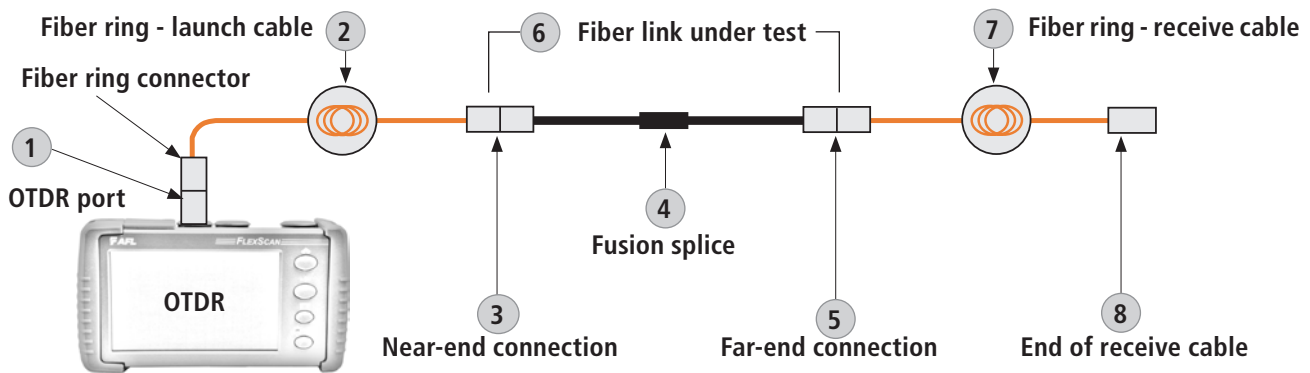 Fiber ring - launch cable 2
6 Fiber link under test
7 Fiber ring - receive cable
Fiber ring connector
1
OTDR port
4
Fusion splice
AFL FLEXSCAN
OTDR
3
Near-end connection
5
Far-end connection
8
End of receive cable